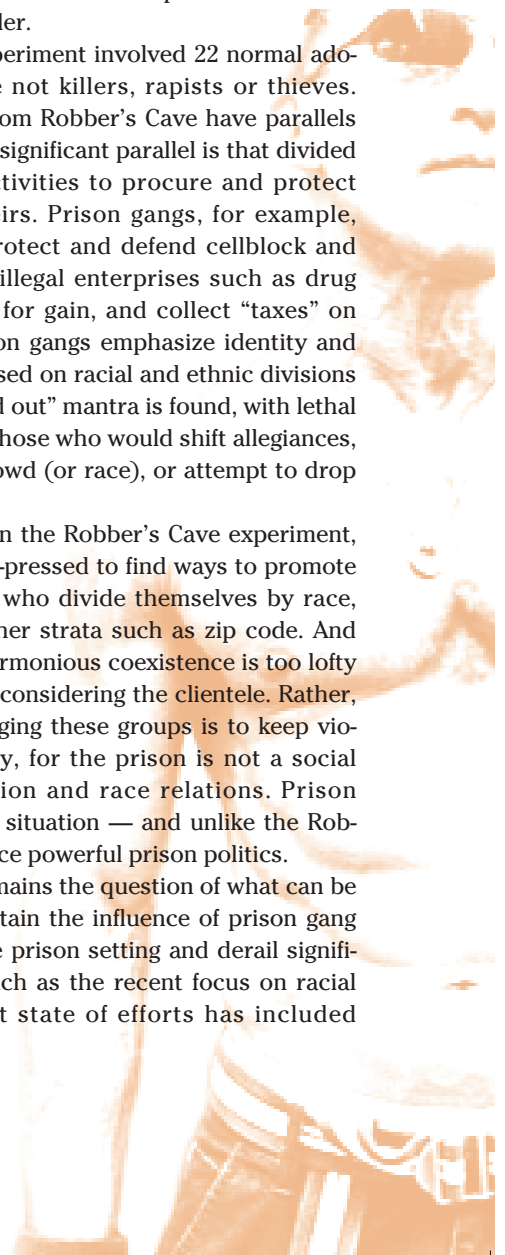 ler.
periment involved 22 normal ado-
e not killers, rapists or thieves.
om Robber's Cave have parallels
significant parallel is that divided
ctivities to procure and protect
eirs. Prison gangs, for example,
rotect and defend cellblock and
illegal enterprises such as drug
for gain, and collect “taxes” on
on gangs emphasize identity and
sed on racial and ethnic divisions
d out” mantra is found, with lethal
hose who would shift allegiances,
owd (or race), or attempt to drop
n the Robber's Cave experiment,
-pressed to find ways to promote
who divide themselves by race,
her strata such as zip code. And
rmonious coexistence is too lofty
considering the clientele. Rather,
ging these groups is to keep vio-
y, for the prison is not a social
ion and race relations. Prison
situation — and unlike the Rob-
ce powerful prison politics.
mains the question of what can be
tain the influence of prison gang
e prison setting and derail signifi-
ch as the recent focus on racial
t state of efforts has included